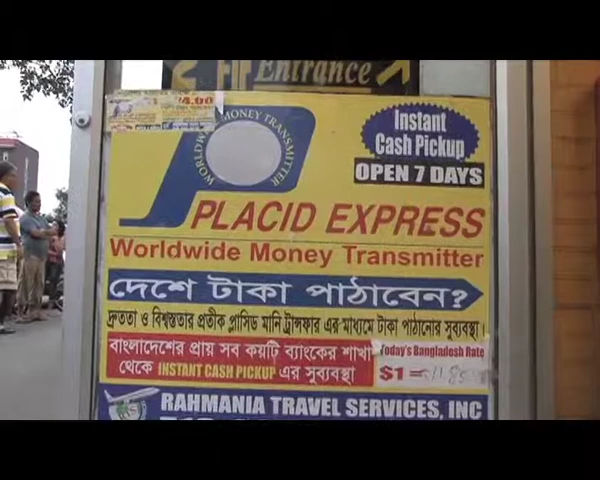 Entrance
$4.90
WORLDWIDE MONEY TRANSMITTER
Instant
Cash Pickup
OPEN 7 DAYS
PLACID EXPRESS
Worldwide Money Transmitter
দেশে টাকা পাঠাবেন?
দ্রুততা ও বিশ্বস্ততার প্রতীক প্লাসিড মানি ট্রান্সফার এর মাধ্যমে টাকা পাঠানোর সুব্যবস্থা।
বাংলাদেশের প্রায় সব কয়টি ব্যাংকের শাখা
থেকে INSTANT CASH PICKUP এর সুব্যবস্থা
Today's Bangladesh Rate
$1 =
RAHMANIA TRAVEL SERVICES, INC